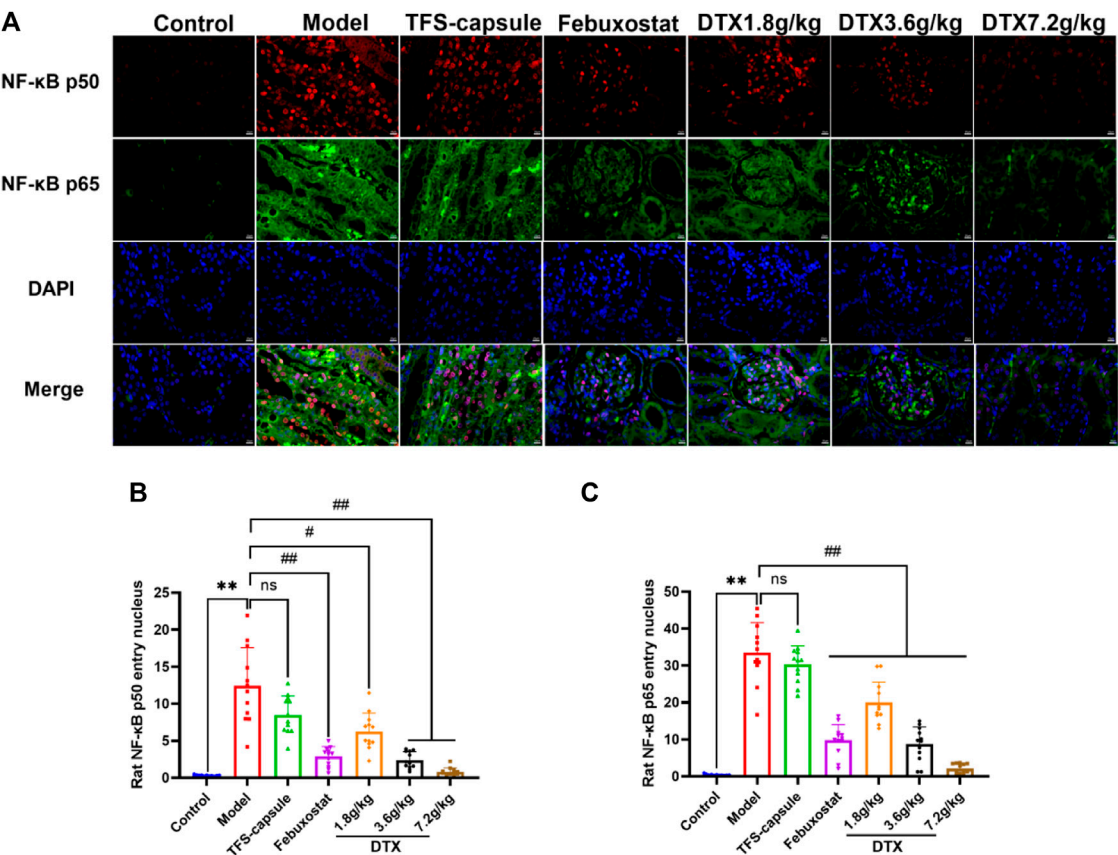 A
Control Model TFS-capsule Febuxostat DTX1.8g/kg DTX3.6g/kg DTX7.2g/kg
NF-κB p50
NF-κB p65
DAPI
Merge
B
##
#
##
**
ns
Rat NF-κB p50 entry nucleus
25
20
15
10
5
0
Control Model TFS-capsule Febuxostat 1.8g/kg 3.6g/kg 7.2g/kg
DTX
C
##
**
ns
Rat NF-κB p65 entry nucleus
50
40
30
20
10
0
Control Model TFS-capsule Febuxostat 1.8g/kg 3.6g/kg 7.2g/kg
DTX